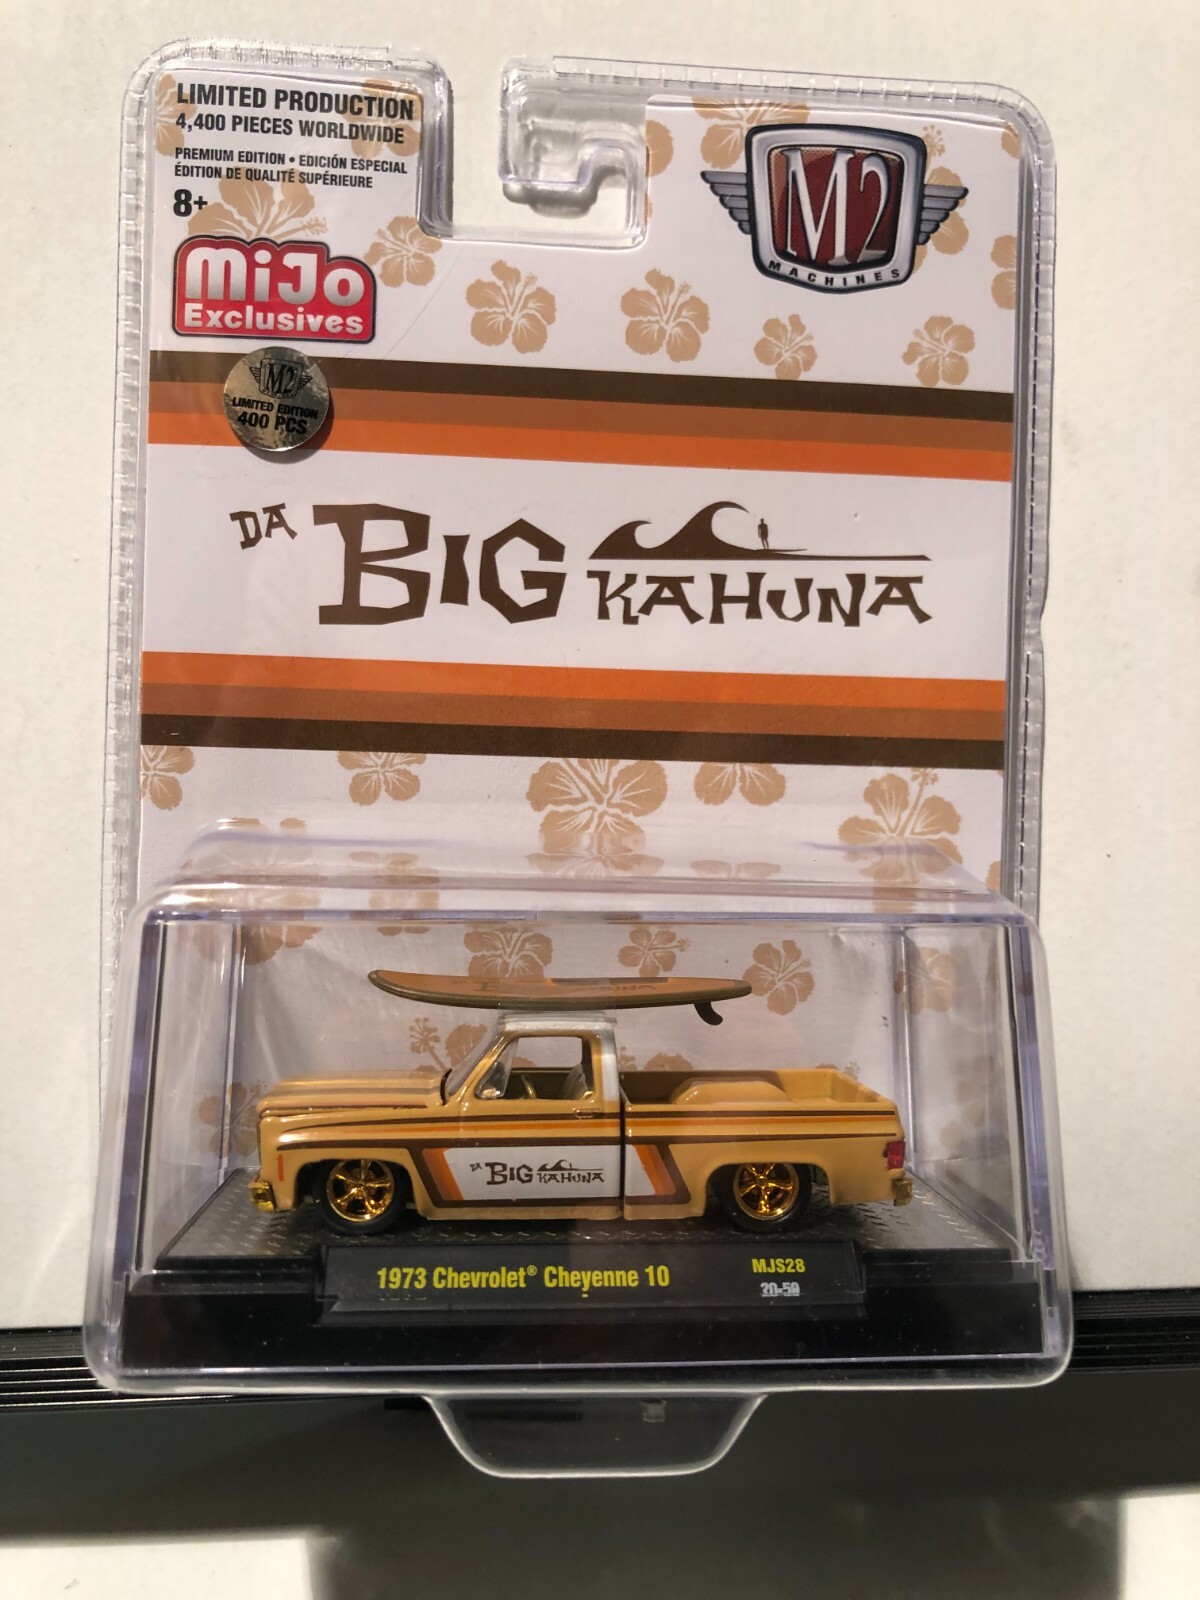 LIMITED PRODUCTION
4,400 PIECES WORLDWIDE
PREMIUM EDITION • EDICIÓN ESPECIAL
ÉDITION DE QUALITÉ SUPÉRIEURE
8+
M2
MACHINES
MiJo
Exclusives
M2
LIMITED EDITION
400 PCS
DA BIG KAHUNA
DA BIG KAHUNA
1973 Chevrolet® Cheyenne 10
MJS28
20-50